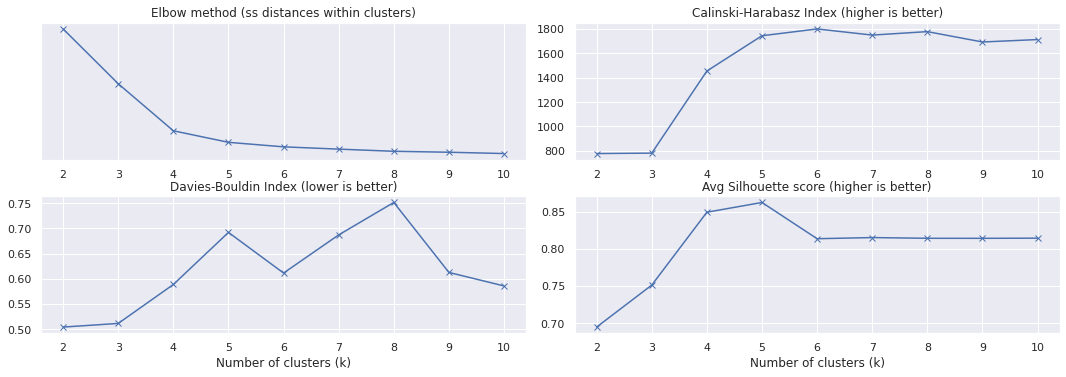 Elbow method (ss distances within clusters)
2 3 4 5 6 7 8 9 10
Calinski-Harabasz Index (higher is better)
1800
1600
1400
1200
1000
800
2 3 4 5 6 7 8 9 10
Davies-Bouldin Index (lower is better)
0.75
0.70
0.65
0.60
0.55
0.50
2 3 4 5 6 7 8 9 10
Number of clusters (k)
Avg Silhouette score (higher is better)
0.85
0.80
0.75
0.70
2 3 4 5 6 7 8 9 10
Number of clusters (k)